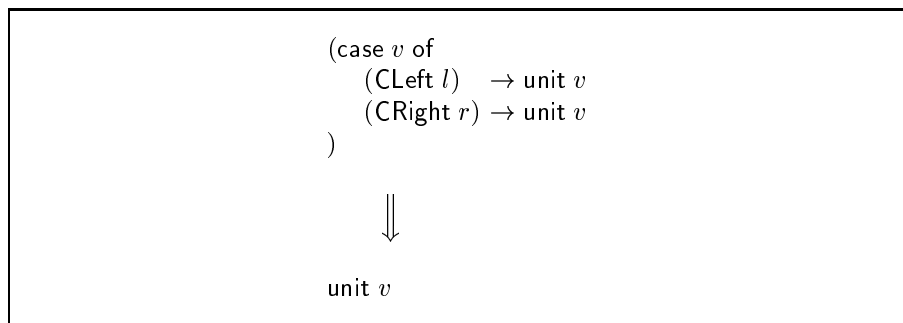 (case v of
(CLeft l) → unit v
(CRight r) → unit v
)
⇓
unit v